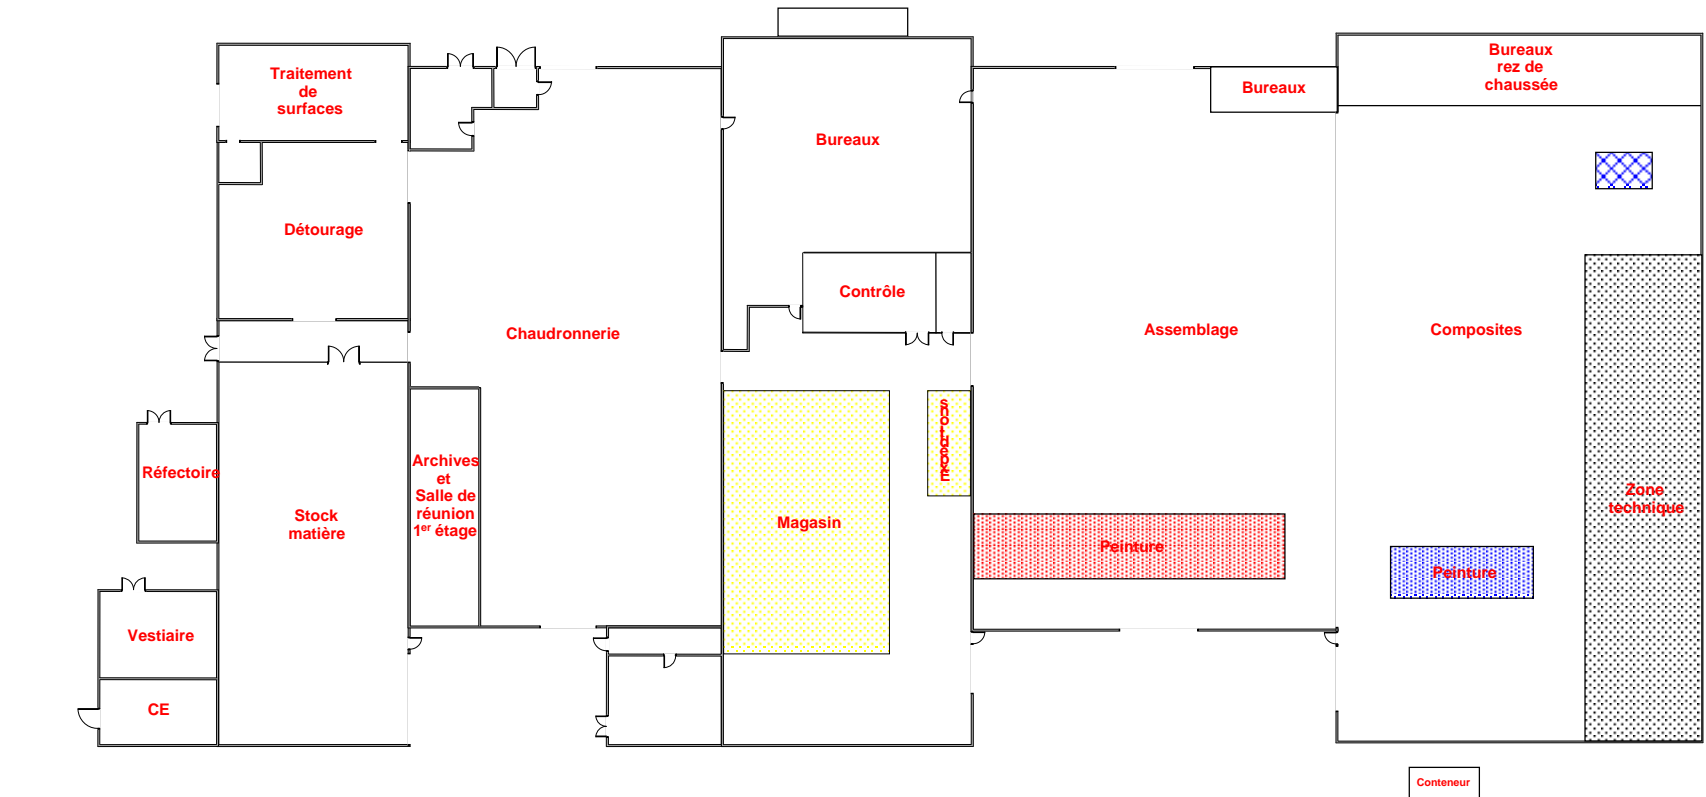 Traitement
de
surfaces
Bureaux
rez de
chaussée
Bureaux
Bureaux
Détourage
Contrôle
Chaudronnerie
Assemblage
Composites
Expéditions
Réfectoire
Archives
et
Salle de
réunion
1er étage
Stock
matière
Magasin
Zone
technique
Peinture
Peinture
Vestiaire
CE
Conteneur